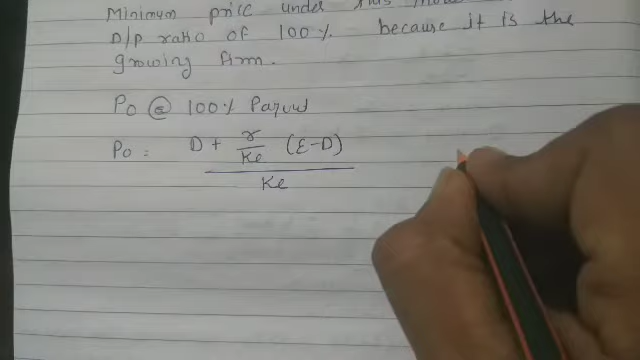 Minimum price under this
D/P ratio of 100% because it is the
growing firm.
P0 @ 100% Payout
P0 = D + r/Ke (E-D)
Ke